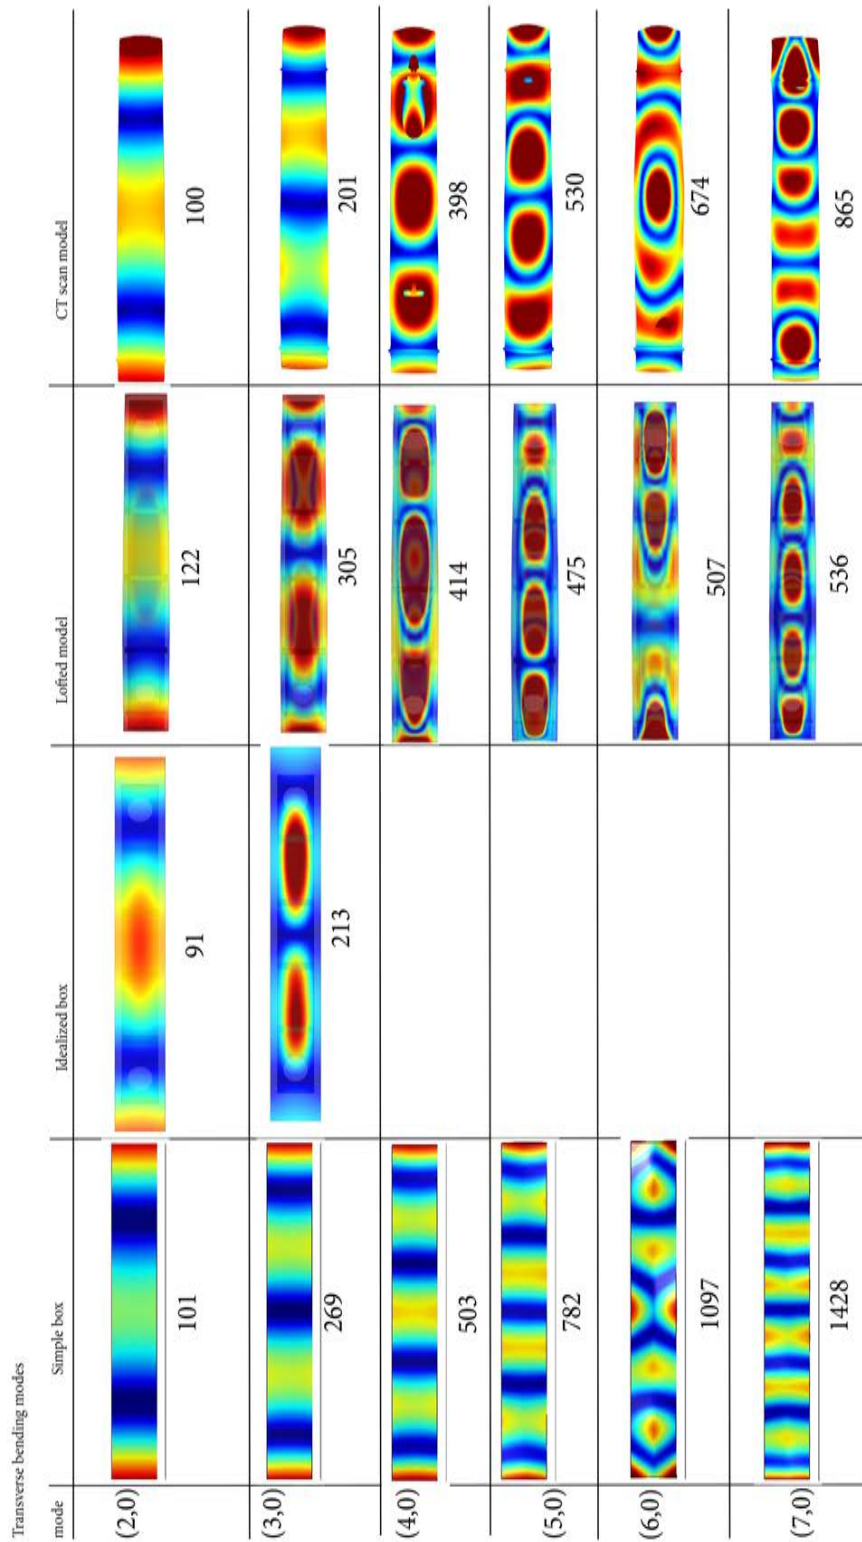 Transverse bending modes
mode Simple box Idealized box Lofted model CT scan model
(2,0) 101 91 122 100
(3,0) 269 213 305 201
(4,0) 503 414 398
(5,0) 782 475 530
(6,0) 1097 507 674
(7,0) 1428 536 865